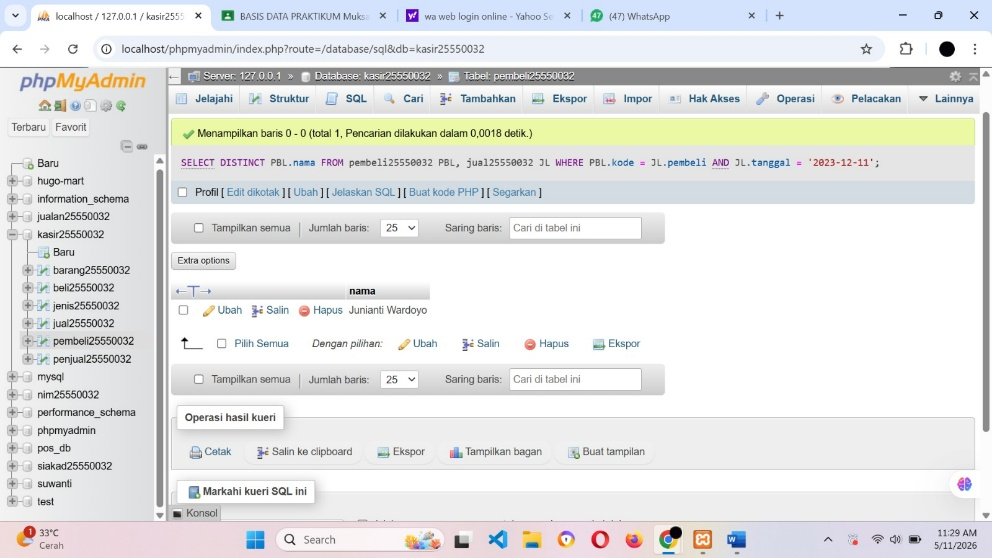 localhost / 127.0.0.1 / kasir2555
BASIS DATA PRAKTIKUM Muks
wa web login online - Yahoo Se
(47) WhatsApp
localhost/phpmyadmin/index.php?route=/database/sql&db=kasir25550032
phpMyAdmin
Terbaru Favorit
Baru
hugo-mart
information_schema
jualan25550032
kasir25550032
Baru
barang25550032
beli25550032
jenis25550032
jual25550032
pembeli25550032
penjual25550032
mysql
nim25550032
performance_schema
phpmyadmin
pos_db
siakad25550032
suwanti
test
Server: 127.0.0.1 » Database: kasir25550032 » Tabel: pembeli25550032
Jelajahi Struktur SQL Cari Tambahkan Ekspor Impor Hak Akses Operasi Pelacakan Lainnya
Menampilkan baris 0 - 0 (total 1, Pencarian dilakukan dalam 0,0018 detik.)
SELECT DISTINCT PBL.nama FROM pembeli25550032 PBL, jual25550032 JL WHERE PBL.kode = JL.pembeli AND JL.tanggal = '2023-12-11';
Profil [ Edit dikotak ] [ Ubah ] [ Jelaskan SQL ] [ Buat kode PHP ] [ Segarkan ]
Tampilkan semua | Jumlah baris: 25 Saring baris: Cari di tabel ini
Extra options
←T→ nama
Ubah Salin Hapus Junianti Wardoyo
Pilih Semua Dengan pilihan: Ubah Salin Hapus Ekspor
Tampilkan semua | Jumlah baris: 25 Saring baris: Cari di tabel ini
Operasi hasil kueri
Cetak Salin ke clipboard Ekspor Tampilkan bagan Buat tampilan
Markahi kueri SQL ini
Konsol
1
33°C
Cerah
Search
11:29 AM
5/11/2026